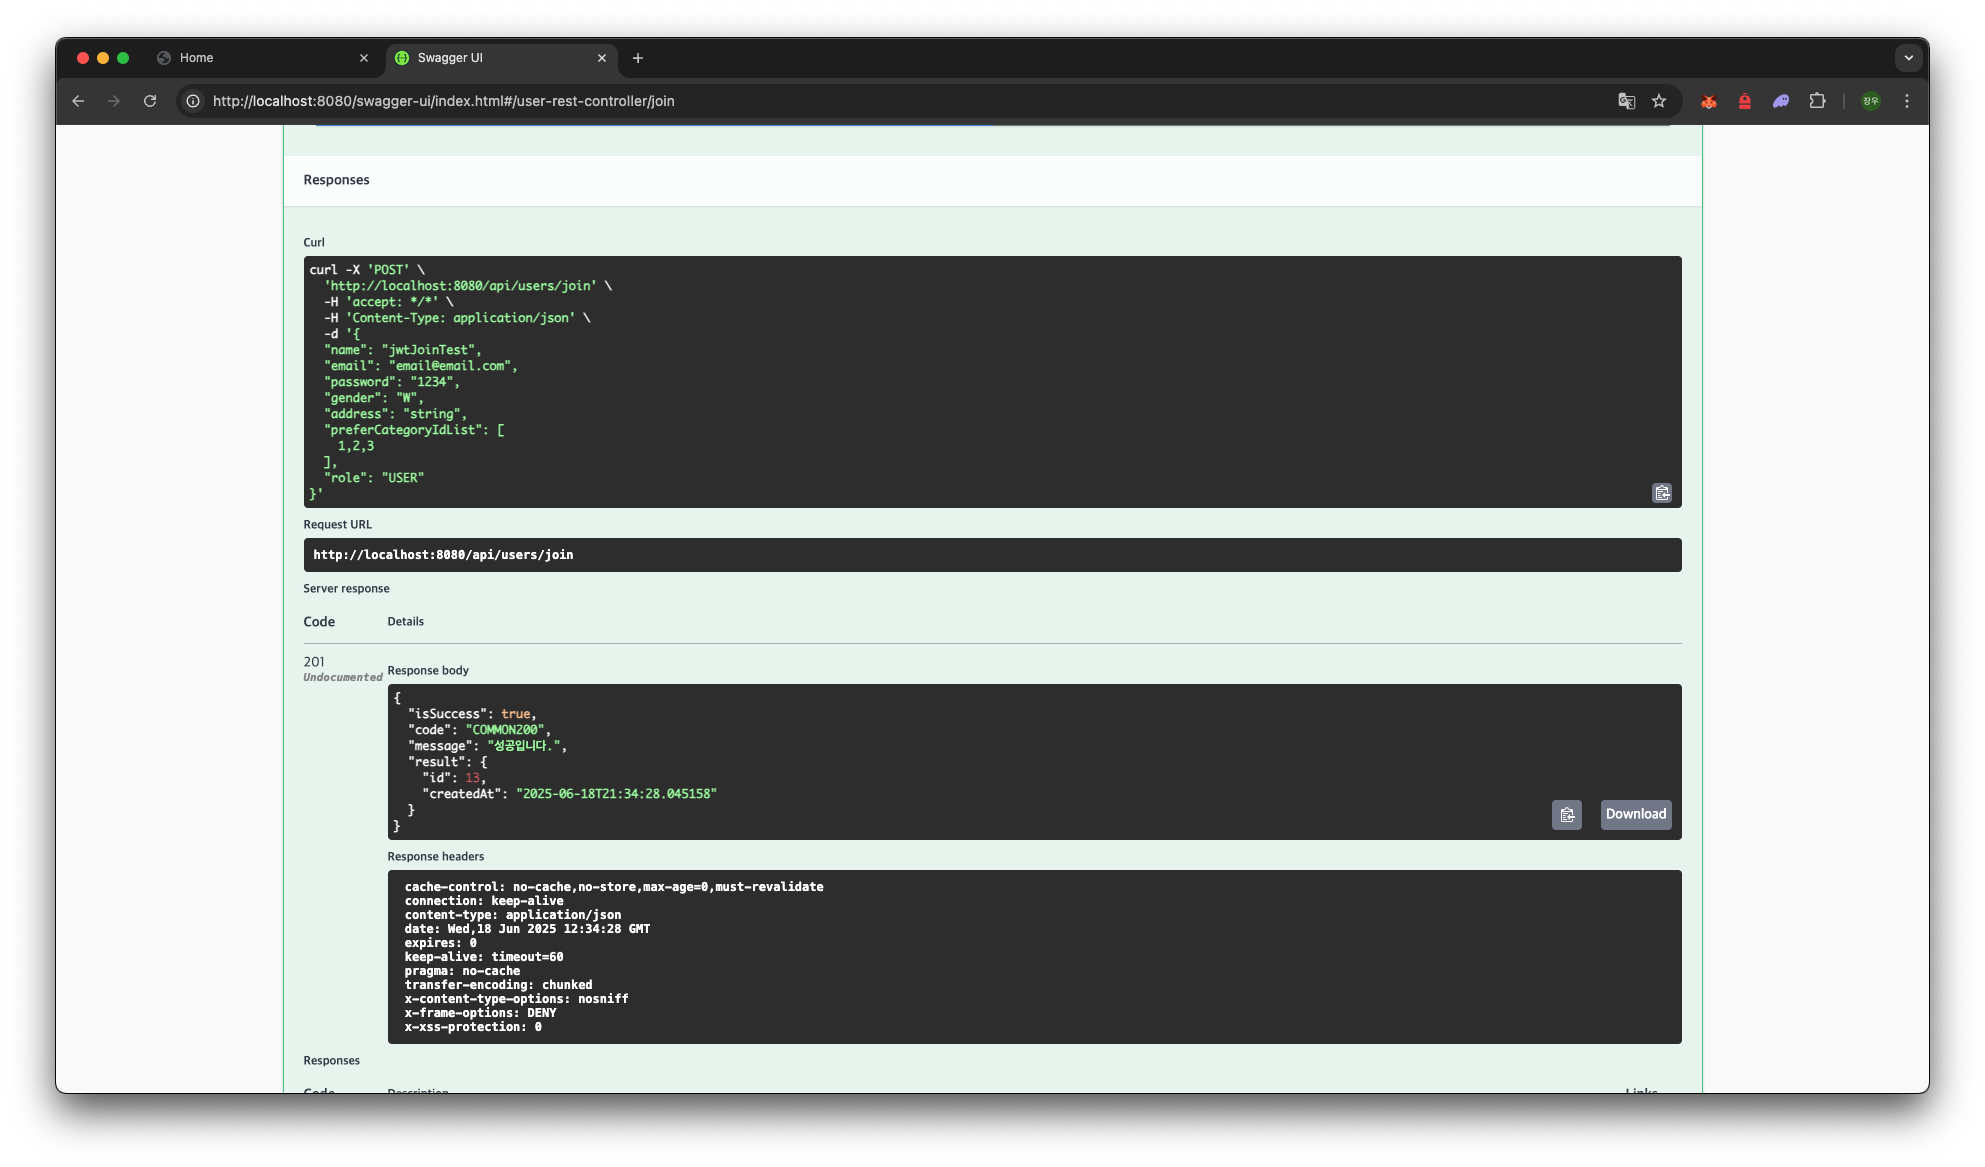 Home
Swagger UI
http://localhost:8080/swagger-ui/index.html#/user-rest-controller/join
장우
Responses
Curl
curl -X 'POST' \
'http://localhost:8080/api/users/join' \
-H 'accept: */*' \
-H 'Content-Type: application/json' \
-d '{
"name": "jwtJoinTest",
"email": "email@email.com",
"password": "1234",
"gender": "W",
"address": "string",
"preferCategoryIdList": [
1,2,3
],
"role": "USER"
}'
Request URL
http://localhost:8080/api/users/join
Server response
Code Details
201
Undocumented
Response body
{
"isSuccess": true,
"code": "COMMON200",
"message": "성공입니다.",
"result": {
"id": 13,
"createdAt": "2025-06-18T21:34:28.045158"
}
}
Download
Response headers
cache-control: no-cache,no-store,max-age=0,must-revalidate
connection: keep-alive
content-type: application/json
date: Wed,18 Jun 2025 12:34:28 GMT
expires: 0
keep-alive: timeout=60
pragma: no-cache
transfer-encoding: chunked
x-content-type-options: nosniff
x-frame-options: DENY
x-xss-protection: 0
Responses
Code Description Links